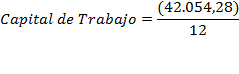 Capital de Trabajo = (42.054,28) / 12